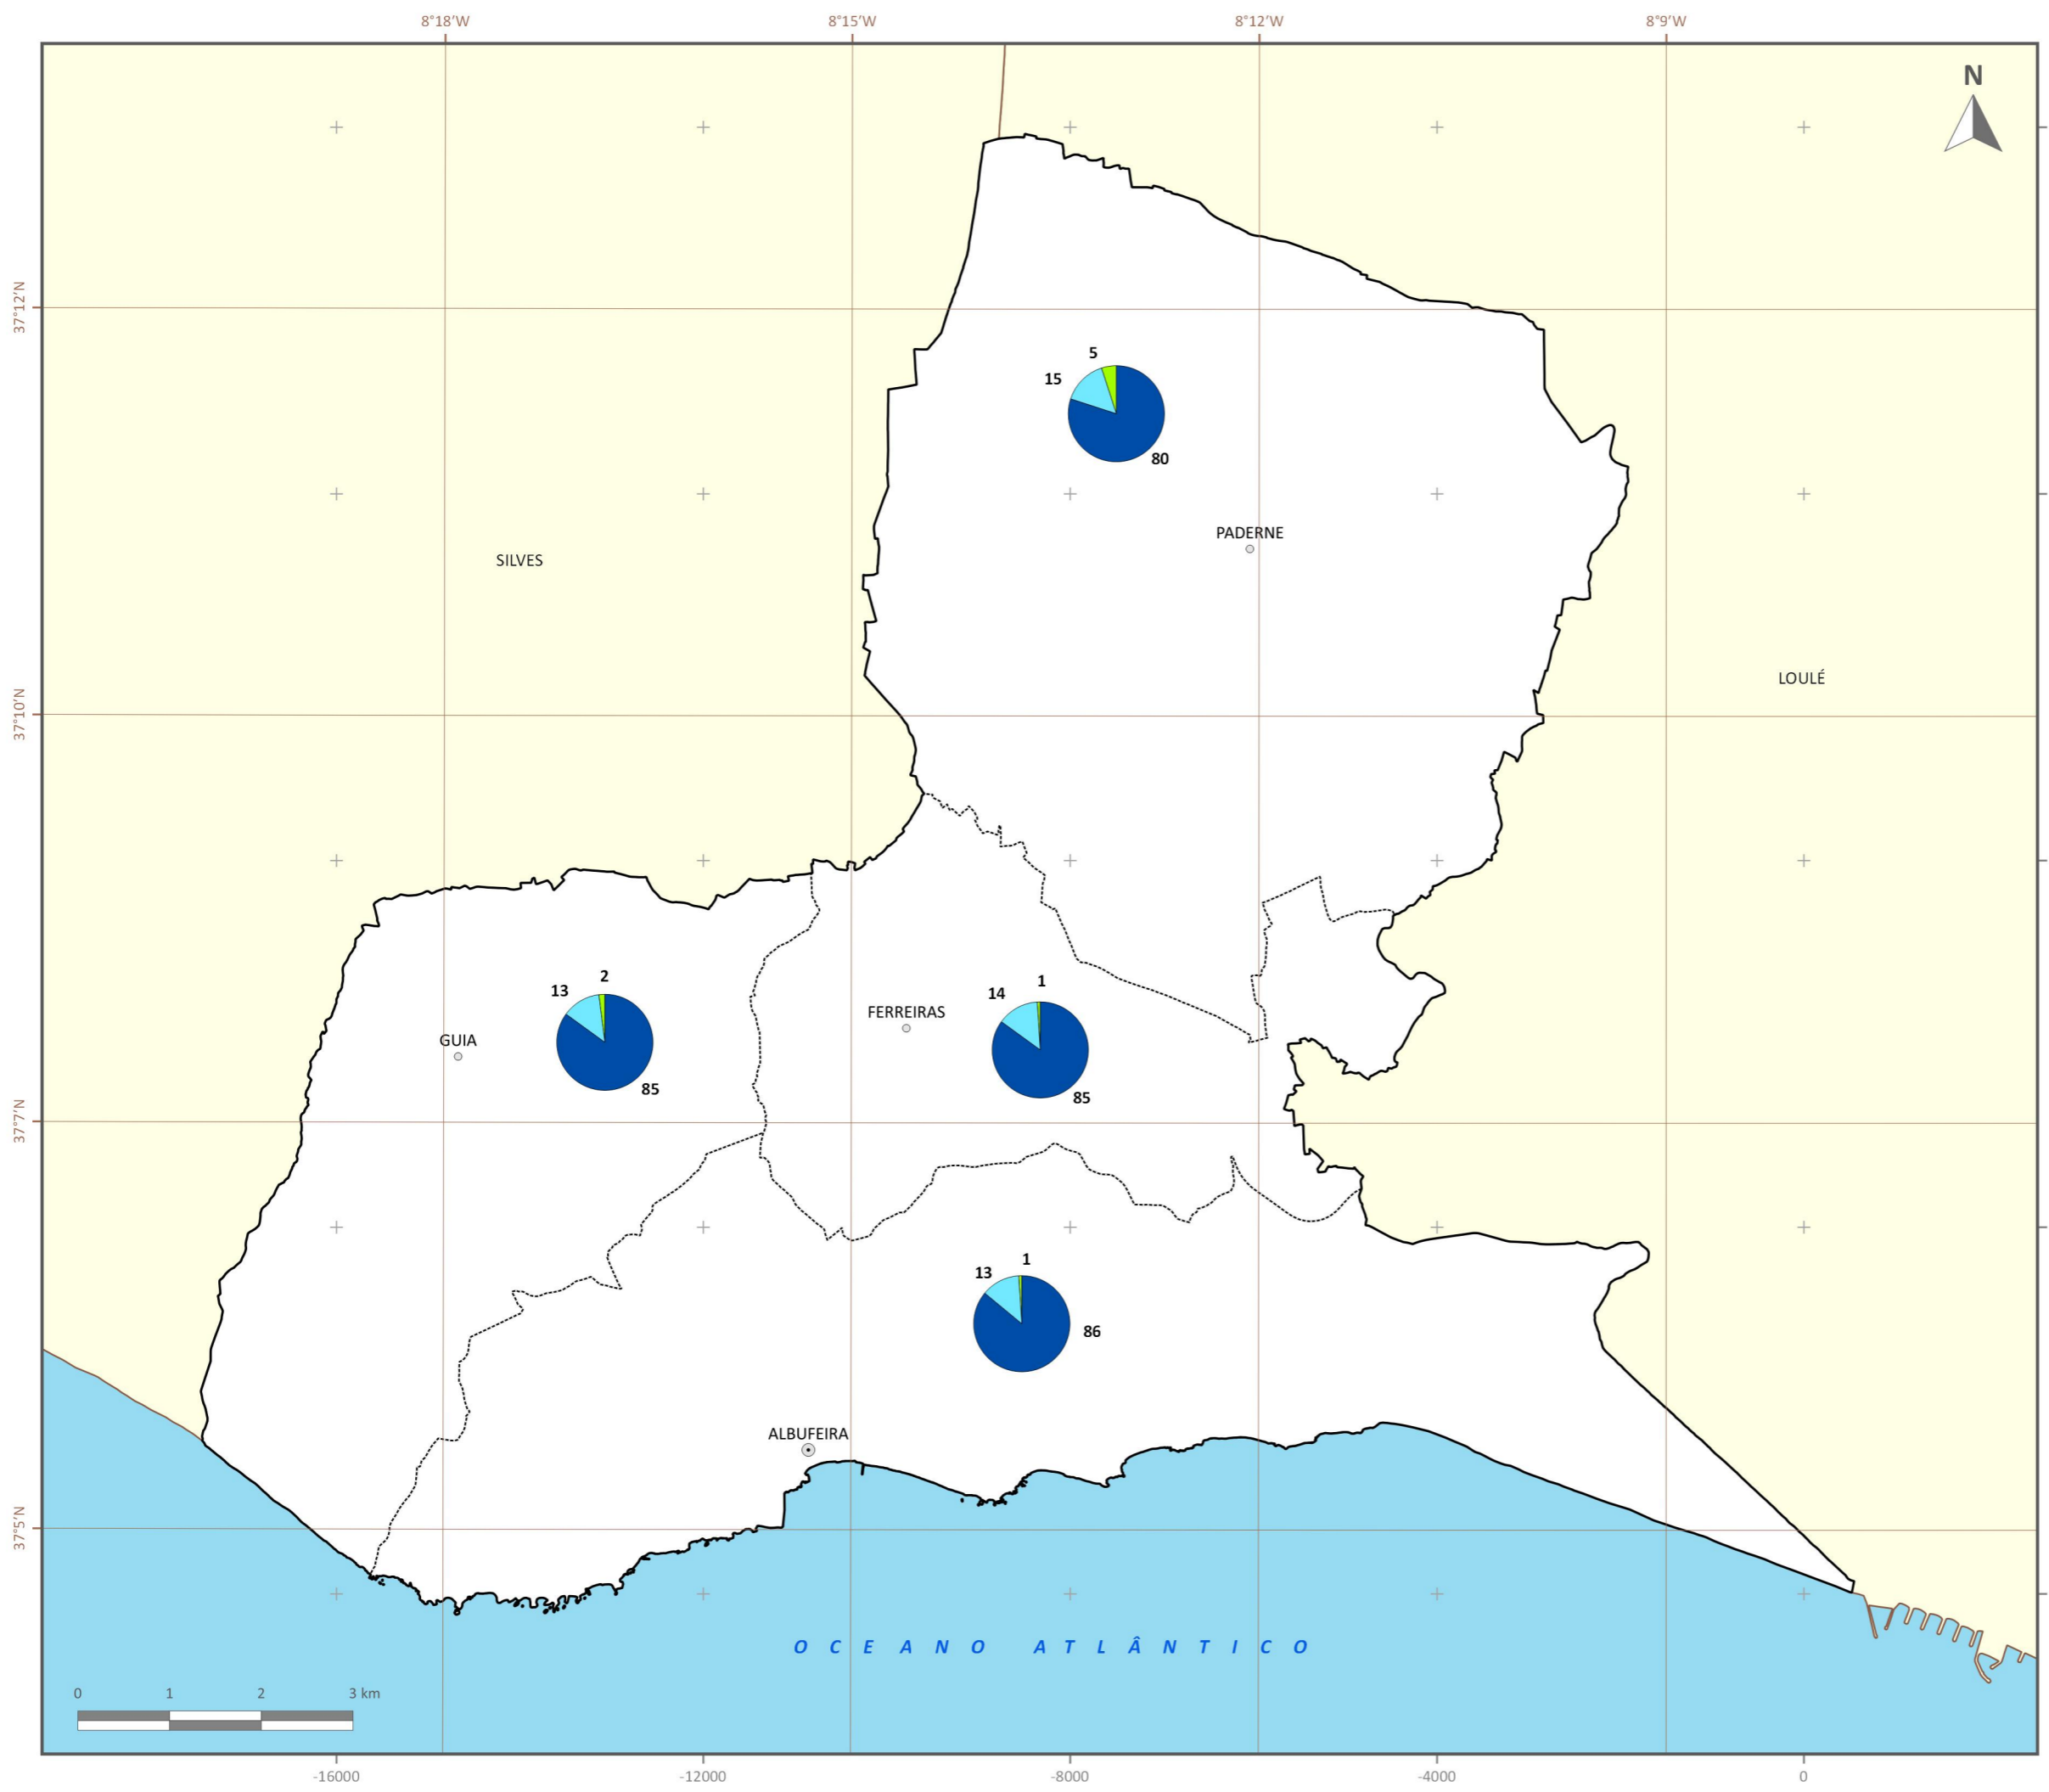 8°18'W 8°15'W 8°12'W 8°9'W
N
37°12'N
5
15
80
PADERNE
SILVES
LOULÉ
37°10'N
2
13
85
GUIA
FERREIRAS
1
14
85
37°7'N
1
13
86
ALBUFEIRA
37°5'N
OCEANO ATLÂNTICO
0 1 2 3 km
-16000 -12000 -8000 -4000 0